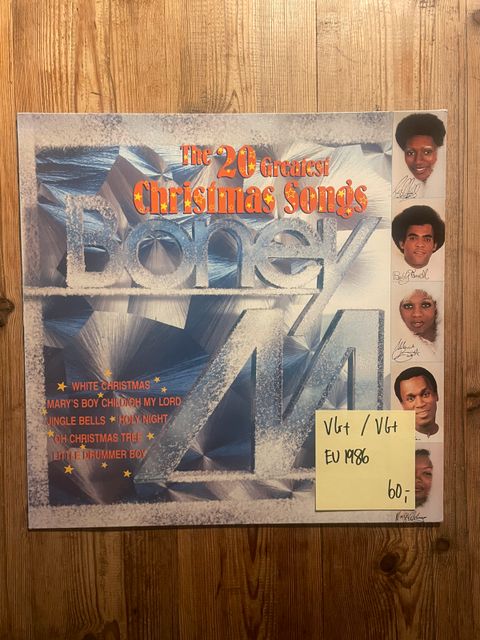 The 20 Greatest
Christmas Songs
Boney M.
WHITE CHRISTMAS
MARY'S BOY CHILD/OH MY LORD
JINGLE BELLS ★ HOLY NIGHT
OH CHRISTMAS TREE
LITTLE DRUMMER BOY
VG+ / VG+
EU 1986
60,-